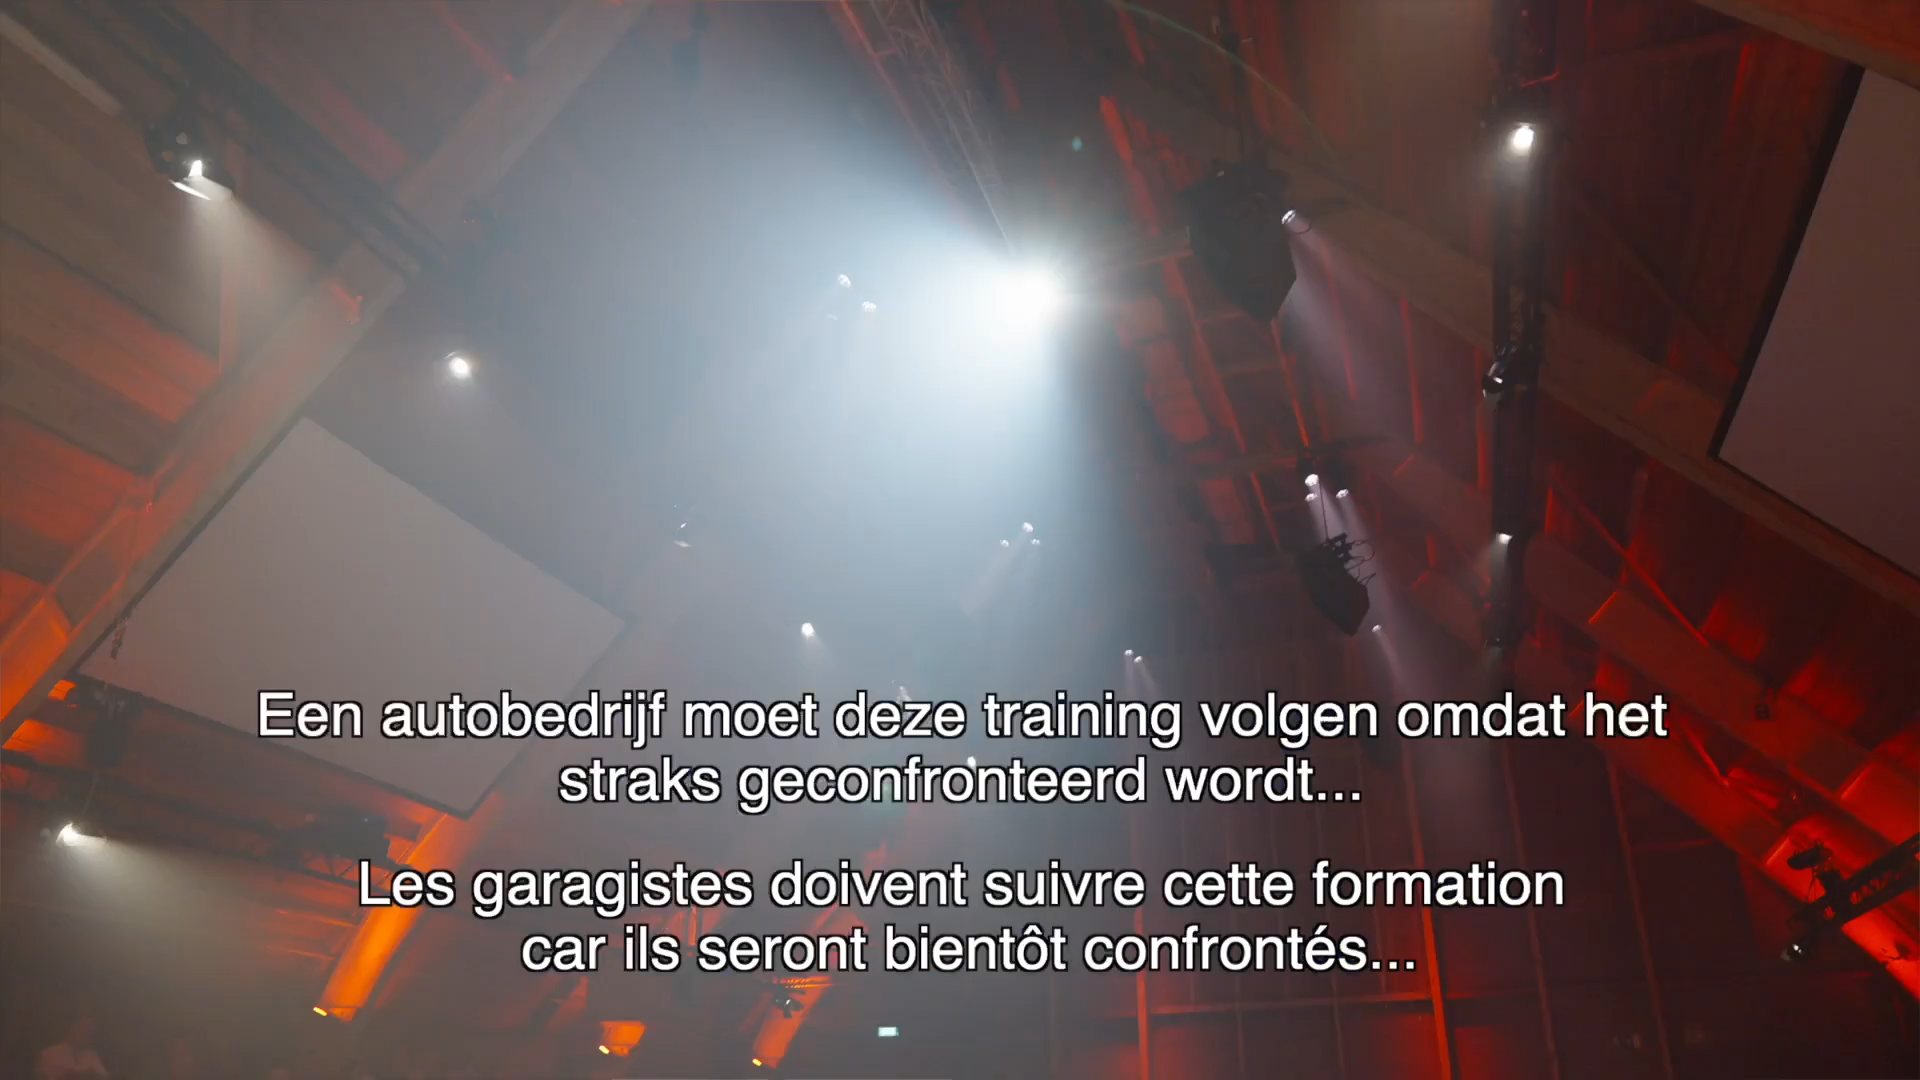 Een autobedrijf moet deze training volgen omdat het
straks geconfronteerd wordt...
Les garagistes doivent suivre cette formation
car ils seront bientôt confrontés...